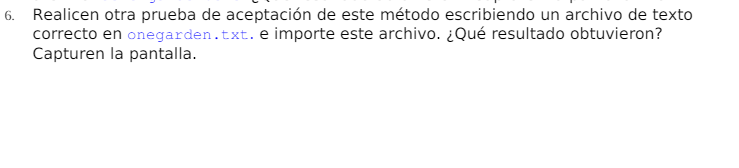 6. Realicen otra prueba de aceptación de este método escribiendo un archivo de texto
correcto en onegarden.txt. e importe este archivo. ¿Qué resultado obtuvieron?
Capturen la pantalla.